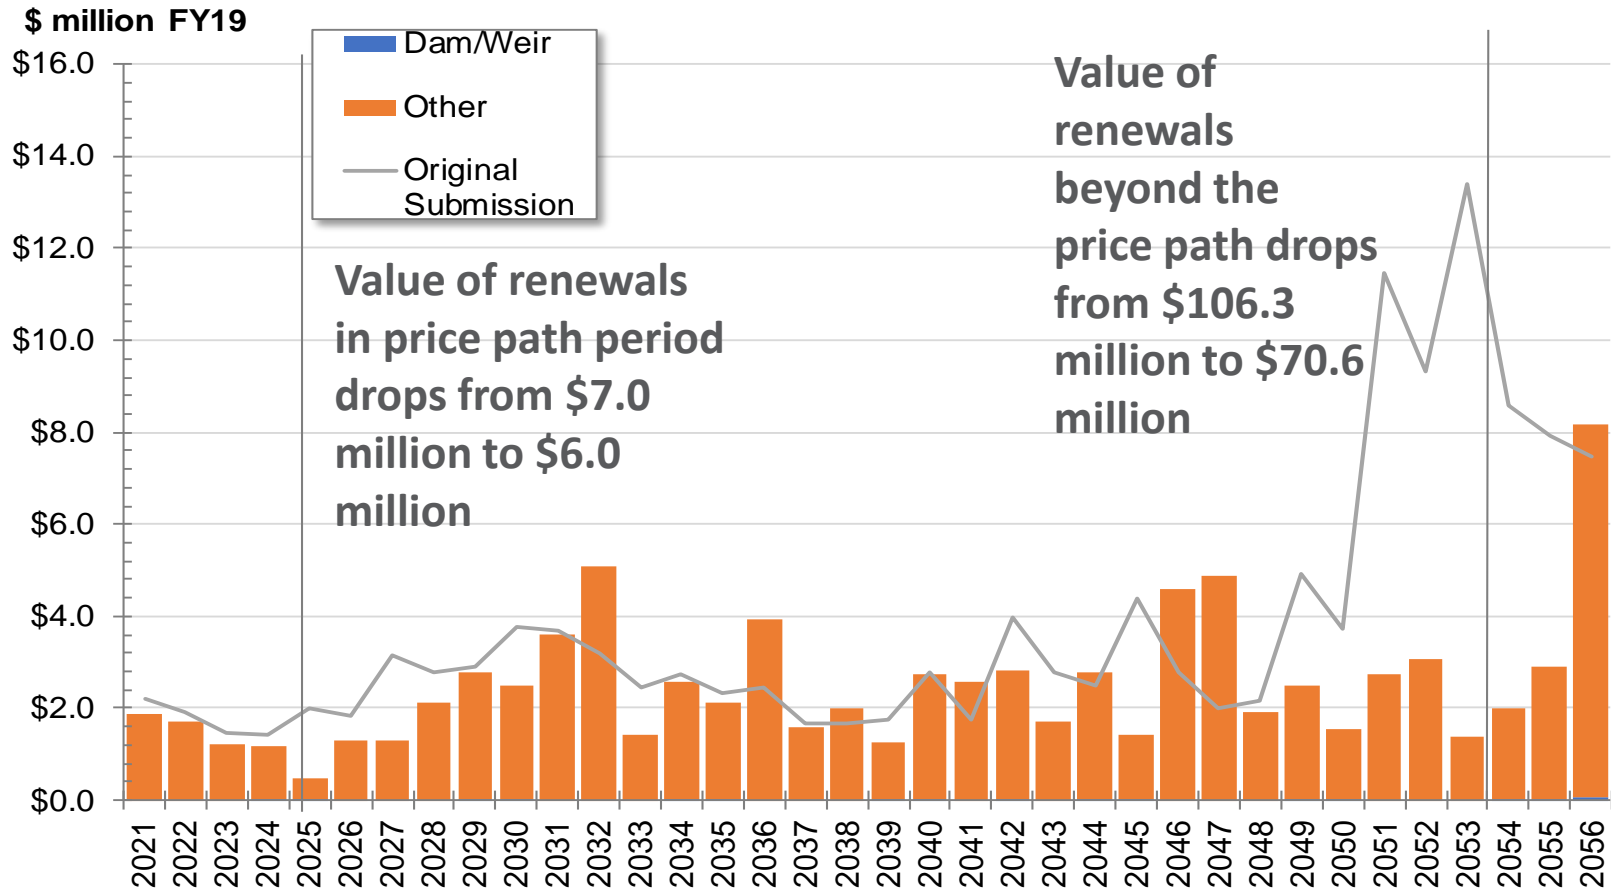 $ million FY19
Dam/Weir
Other
Original
Submission
$16.0
$14.0
$12.0
$10.0
$8.0
$6.0
$4.0
$2.0
$0.0
Value of renewals
in price path period
drops from $7.0
million to $6.0
million
Value of
renewals
beyond the
price path drops
from $106.3
million to $70.6
million
2021
2022
2023
2024
2025
2026
2027
2028
2029
2030
2031
2032
2033
2034
2035
2036
2037
2038
2039
2040
2041
2042
2043
2044
2045
2046
2047
2048
2049
2050
2051
2052
2053
2054
2055
2056